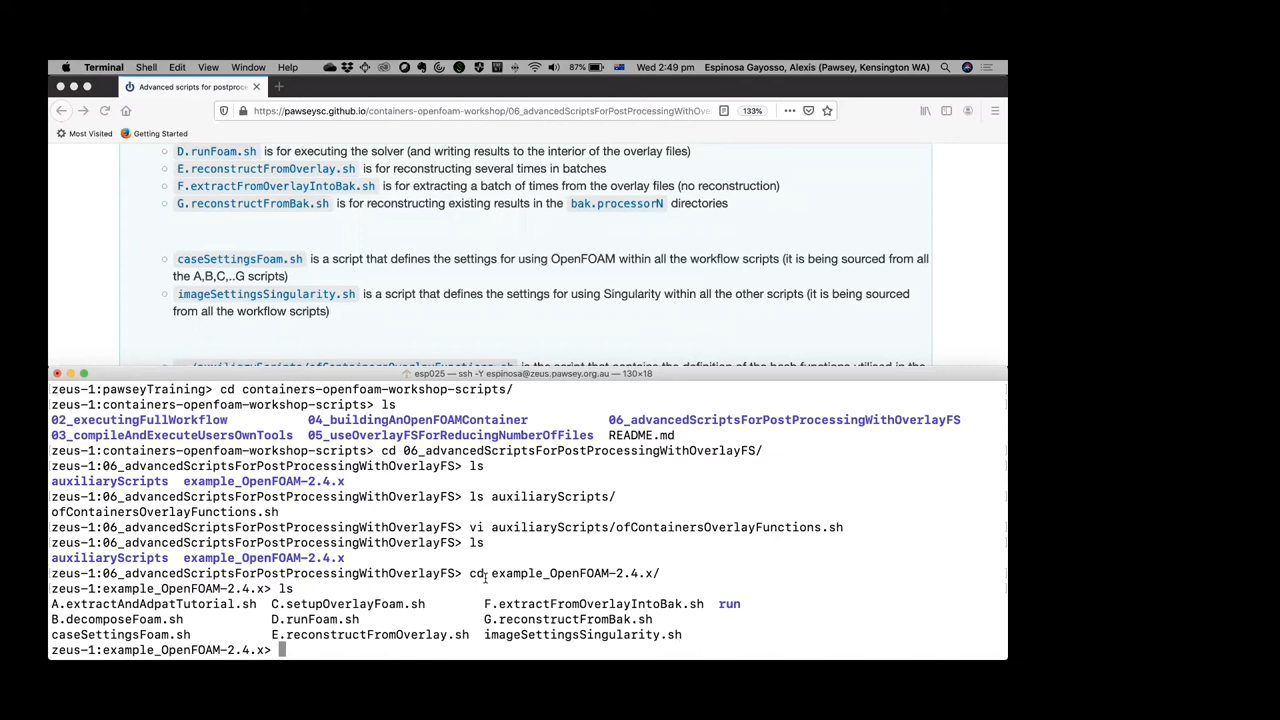 Terminal Shell Edit View Window Help 87% Wed 2:49 pm Espinosa Gayosso, Alexis (Pawsey, Kensington WA)
Advanced scripts for postproce
https://pawseysc.github.io/containers-openfoam-workshop/06_advancedScriptsForPostProcessingWithOve 133%
Most Visited Getting Started
D.runFoam.sh is for executing the solver (and writing results to the interior of the overlay files)
E.reconstructFromOverlay.sh is for reconstructing several times in batches
F.extractFromOverlayIntoBak.sh is for extracting a batch of times from the overlay files (no reconstruction)
G.reconstructFromBak.sh is for reconstructing existing results in the bak.processorN directories
caseSettingsFoam.sh is a script that defines the settings for using OpenFOAM within all the workflow scripts (it is being sourced from all
the A,B,C,..G scripts)
imageSettingsSingularity.sh is a script that defines the settings for using Singularity within all the other scripts (it is being sourced
from all the workflow scripts)
esp025 — ssh -Y espinosa@zeus.pawsey.org.au — 130×18
zeus-1:pawseyTraining> cd containers-openfoam-workshop-scripts/
zeus-1:containers-openfoam-workshop-scripts> ls
02_executingFullWorkflow 04_buildingAnOpenFOAMContainer 06_advancedScriptsForPostProcessingWithOverlayFS
03_compileAndExecuteUsersOwnTools 05_useOverlayFSForReducingNumberOfFiles README.md
zeus-1:containers-openfoam-workshop-scripts> cd 06_advancedScriptsForPostProcessingWithOverlayFS/
zeus-1:06_advancedScriptsForPostProcessingWithOverlayFS> ls
auxiliaryScripts example_OpenFOAM-2.4.x
zeus-1:06_advancedScriptsForPostProcessingWithOverlayFS> ls auxiliaryScripts/
ofContainersOverlayFunctions.sh
zeus-1:06_advancedScriptsForPostProcessingWithOverlayFS> vi auxiliaryScripts/ofContainersOverlayFunctions.sh
zeus-1:06_advancedScriptsForPostProcessingWithOverlayFS> ls
auxiliaryScripts example_OpenFOAM-2.4.x
zeus-1:06_advancedScriptsForPostProcessingWithOverlayFS> cd example_OpenFOAM-2.4.x/
zeus-1:example_OpenFOAM-2.4.x> ls
A.extractAndAdpatTutorial.sh C.setupOverlayFoam.sh F.extractFromOverlayIntoBak.sh run
B.decomposeFoam.sh D.runFoam.sh G.reconstructFromBak.sh
caseSettingsFoam.sh E.reconstructFromOverlay.sh imageSettingsSingularity.sh
zeus-1:example_OpenFOAM-2.4.x>